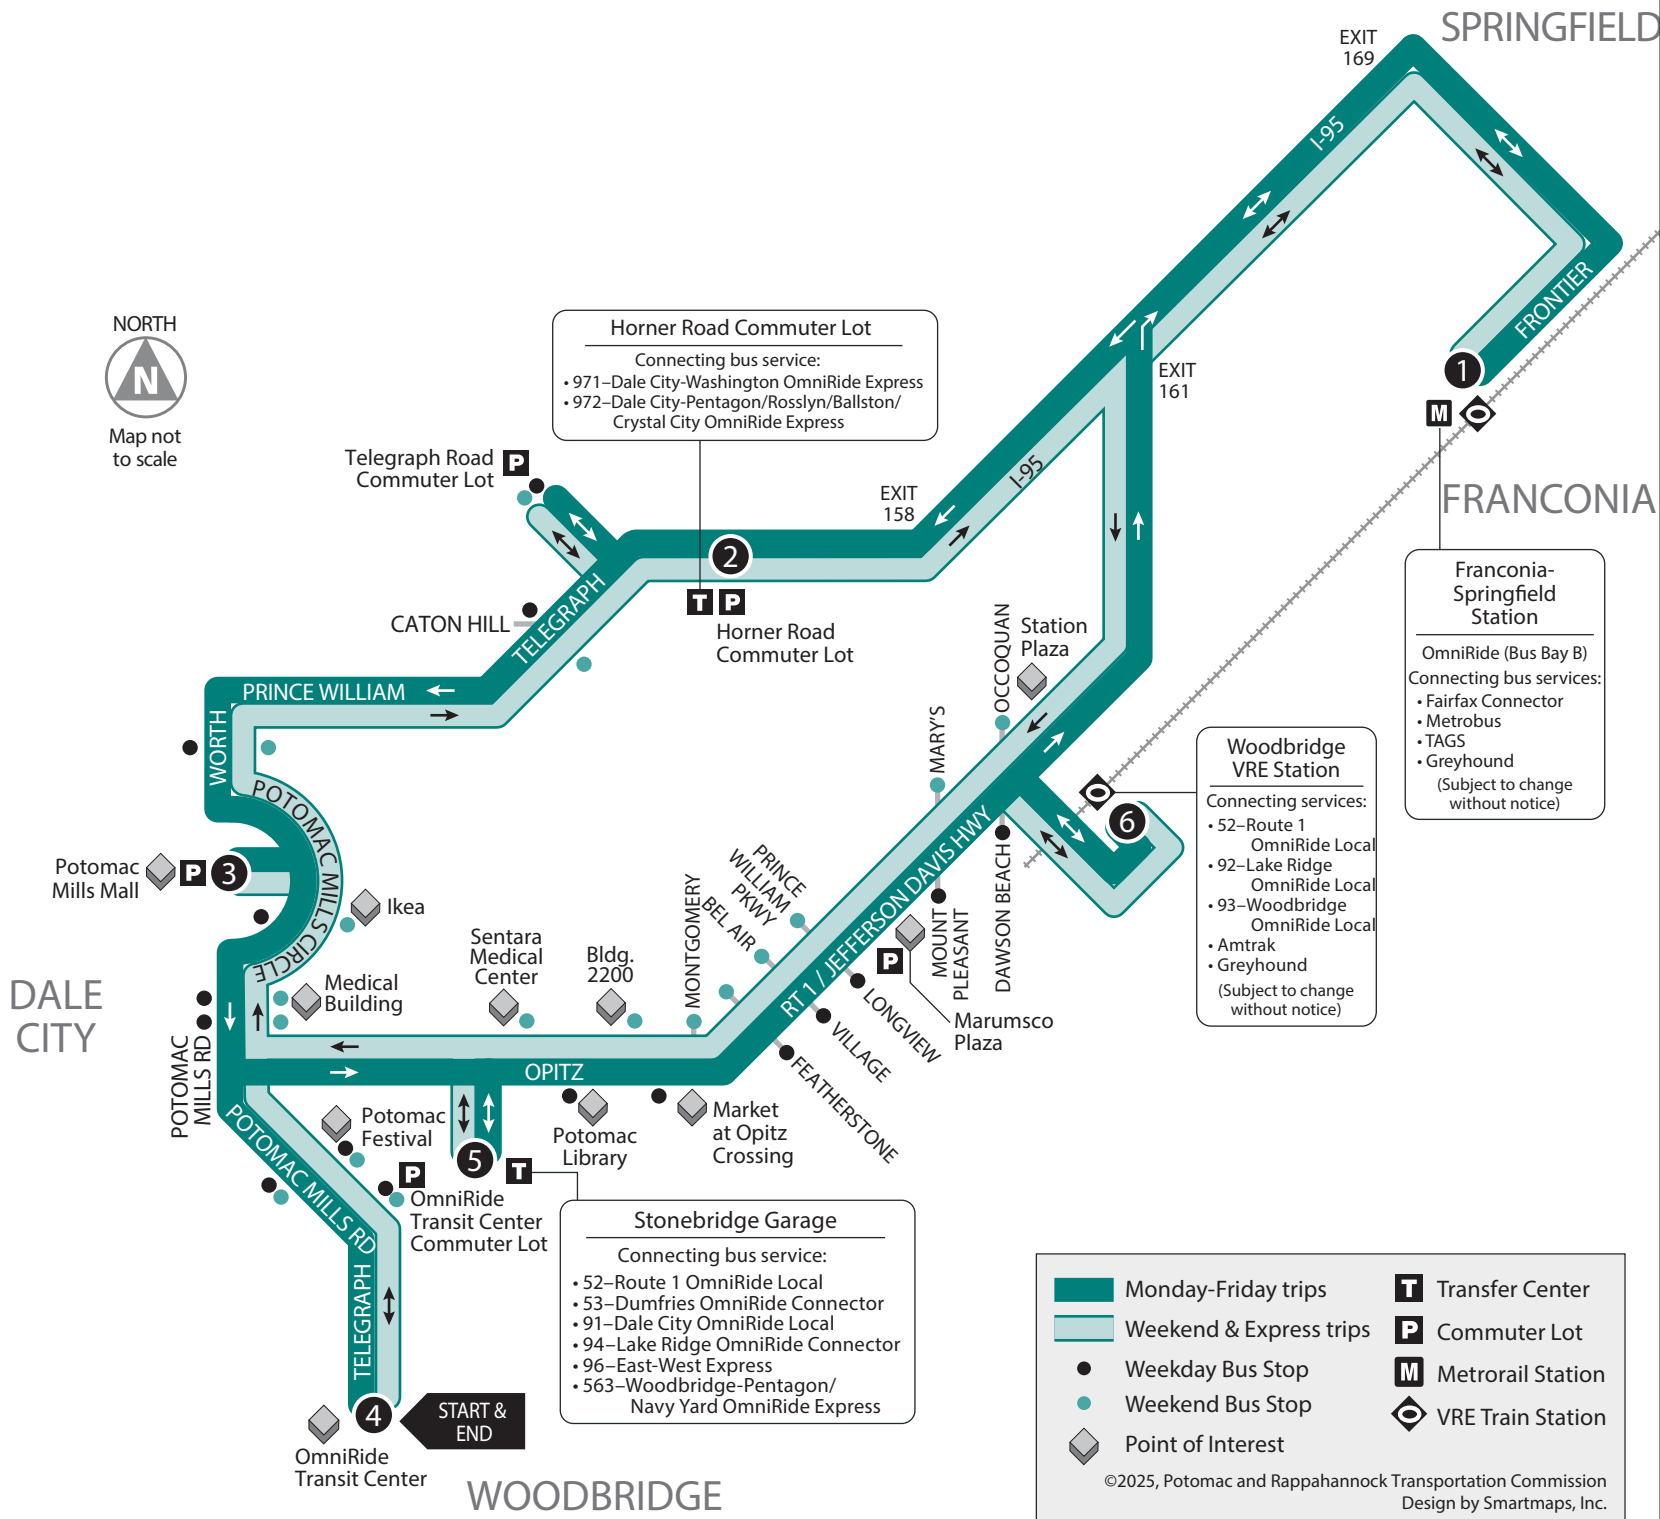 SPRINGFIELD
EXIT
169
I-95
FRONTIER
NORTH
N
Map not
to scale
Horner Road Commuter Lot
Connecting bus service:
• 971–Dale City-Washington OmniRide Express
• 972–Dale City-Pentagon/Rosslyn/Ballston/
Crystal City OmniRide Express
EXIT
161
1
M
Telegraph Road
Commuter Lot
P
I-95
EXIT
158
FRANCONIA
2
T P
Horner Road
Commuter Lot
Franconia-
Springfield
Station
OmniRide (Bus Bay B)
Connecting bus services:
• Fairfax Connector
• Metrobus
• TAGS
• Greyhound
(Subject to change
without notice)
CATON HILL
TELEGRAPH
OCCOQUAN
Station
Plaza
PRINCE WILLIAM
WORTH
MARY'S
Woodbridge
VRE Station
Connecting services:
• 52–Route 1
OmniRide Local
• 92–Lake Ridge
OmniRide Local
• 93–Woodbridge
OmniRide Local
• Amtrak
• Greyhound
(Subject to change
without notice)
6
POTOMAC MILLS CIRCLE
Potomac
Mills Mall
P
3
Ikea
PRINCE
WILLIAM
PKWY
BEL AIR
MONTGOMERY
RT 1 / JEFFERSON DAVIS HWY
DAWSON BEACH
MOUNT
PLEASANT
P
Marumsco
Plaza
LONGVIEW
VILLAGE
FEATHERSTONE
Sentara
Medical
Center
Bldg.
2200
Medical
Building
DALE
CITY
POTOMAC
MILLS RD
OPITZ
POTOMAC MILLS RD
Potomac
Festival
P
OmniRide
Transit Center
Commuter Lot
5
T
Potomac
Library
Market
at Opitz
Crossing
Stonebridge Garage
Connecting bus service:
• 52–Route 1 OmniRide Local
• 53–Dumfries OmniRide Connector
• 91–Dale City OmniRide Local
• 94–Lake Ridge OmniRide Connector
• 96–East-West Express
• 563–Woodbridge-Pentagon/
Navy Yard OmniRide Express
TELEGRAPH
4
START &
END
OmniRide
Transit Center
WOODBRIDGE
Monday-Friday trips
Weekend & Express trips
Weekday Bus Stop
Weekend Bus Stop
Point of Interest
T Transfer Center
P Commuter Lot
M Metrorail Station
VRE Train Station
©2025, Potomac and Rappahannock Transportation Commission
Design by Smartmaps, Inc.